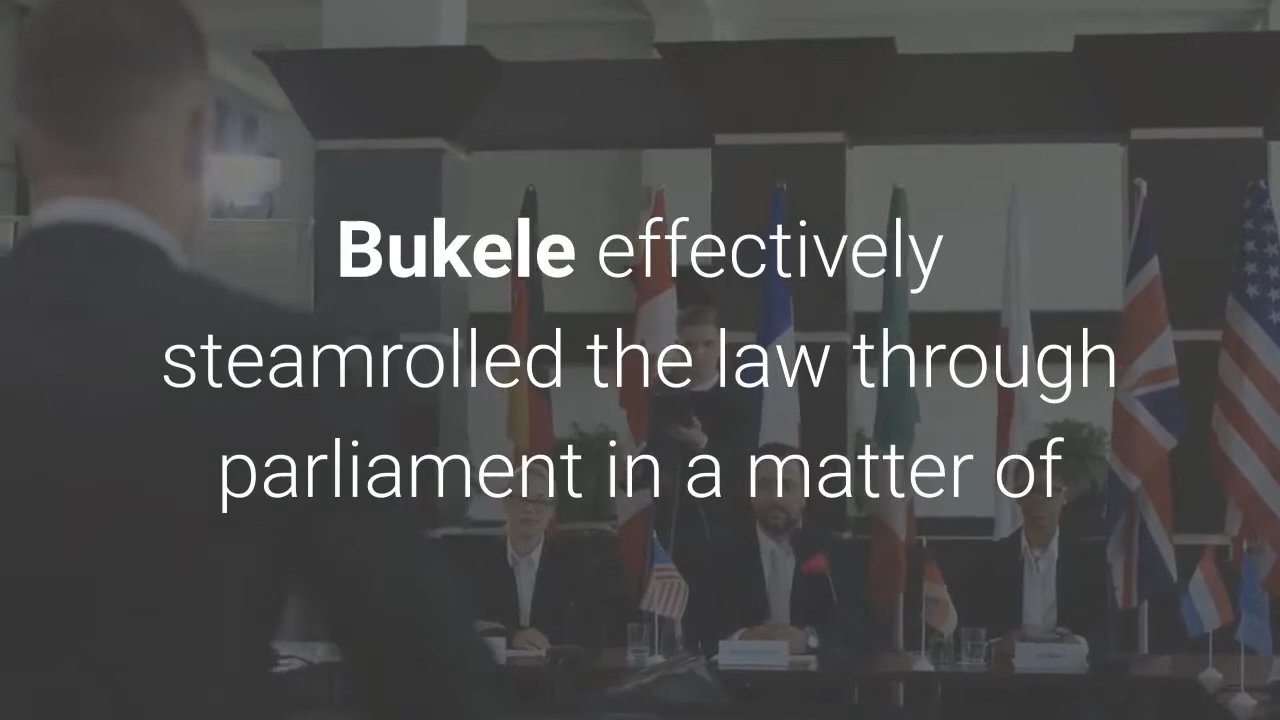 Bukele effectively
steamrolled the law through
parliament in a matter of